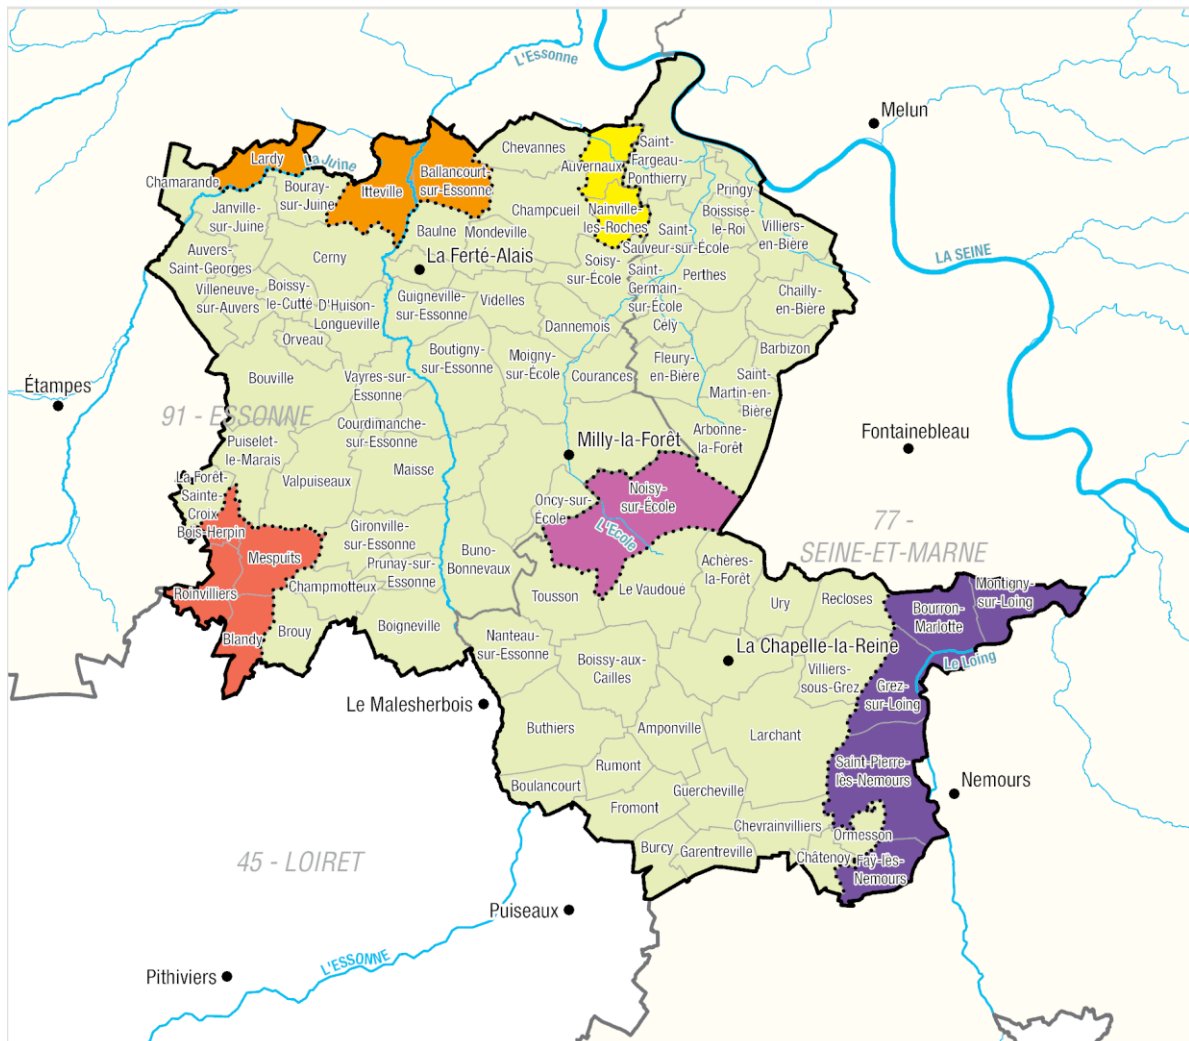 L'Essonne
Melun
Chevannes
Saint-
Fargeau-
Ponthierry
Lardy
La Juine
Auvernaux
Chamarande
Bouray-
sur-Juine
Itteville
Ballancourt-
sur-Essonne
Pringy
Janville-
sur-Juine
Champcueil
Nainville-
les-Roches
Boissise-
le-Roi
Villiers-
en-Bière
Baulne
Mondeville
Saint-
Sauveur-sur-École
LA SEINE
Auvers-
Saint-Georges
Cerny
La Ferté-Alais
Soisy-
sur-École
Saint-
Germain-
sur-École
Perthes
Villeneuve-
sur-Auvers
Boissy-
le-Cutté
D'Huison-
Longueville
Guigneville-
sur-Essonne
Videlles
Chailly-
en-Bière
Dannemois
Cély
Orveau
Boutigny-
sur-Essonne
Moigny-
sur-École
Fleury-
en-Bière
Barbizon
Étampes
Bouville
Vayres-sur-
Essonne
Courances
Saint-
Martin-en-
Bière
91 - ESSONNE
Courdimanche-
sur-Essonne
Arbonne-
la-Forêt
Fontainebleau
Puiselet-
le-Marais
Milly-la-Forêt
Maisse
La Forêt-
Sainte-
Croix
Valpuiseaux
Noisy-
sur-École
Oncy-sur-
École
Bois-Herpin
L'École
77 -
SEINE-ET-MARNE
Gironville-
sur-Essonne
Mespuits
Buno-
Bonnevaux
Prunay-sur-
Essonne
Achères-
la-Forêt
Roinvilliers
Champmotteux
Tousson
Le Vaudoué
Ury
Recloses
Montigny-
sur-Loing
Bourron-
Marlotte
Blandy
Brouy
Boigneville
Nanteau-
sur-Essonne
La Chapelle-la-Reine
Le Loing
Boissy-aux-
Cailles
Villiers-
sous-Grez
Grez-
sur-Loing
Le Malesherbois
Buthiers
Amponville
Larchant
Saint-Pierre-
lès-Nemours
Rumont
Nemours
Boulancourt
Guercheville
Fromont
Chevrainvilliers
Ormesson
Burcy
Garentreville
Châtenoy
Faÿ-lès-
Nemours
45 - LOIRET
Puiseaux
L'ESSONNE
Pithiviers